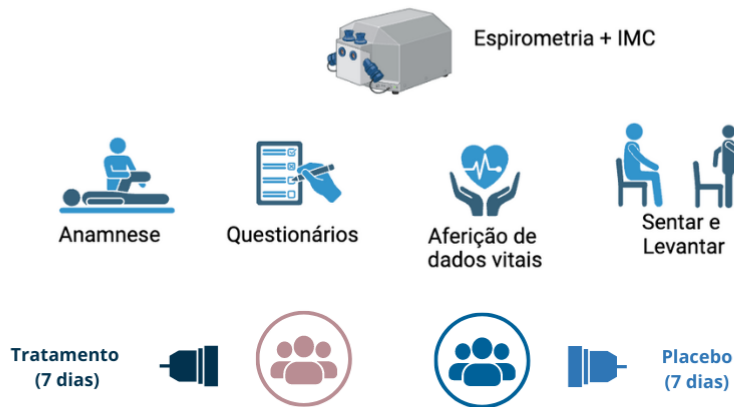 Espirometria + IMC
Anamnese
Questionários
Aferição de
dados vitais
Sentar e
Levantar
Tratamento
(7 dias)
Placebo
(7 dias)